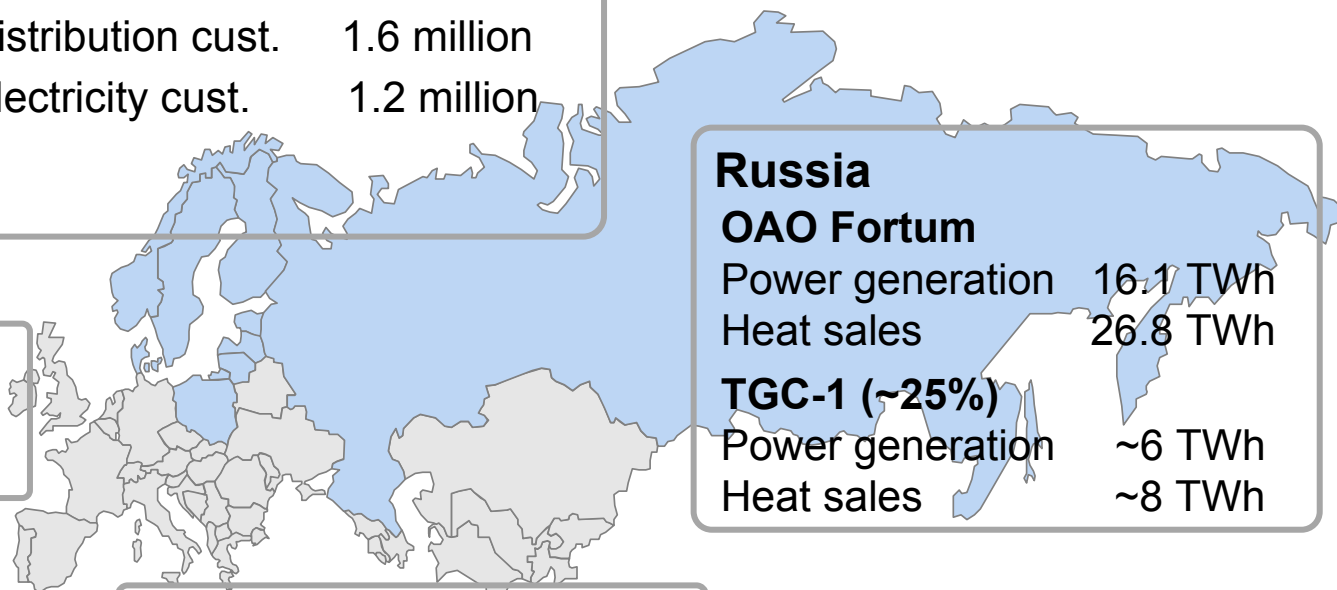 istribution cust. 1.6 million
lectricity cust. 1.2 million
Russia
OAO Fortum
Power generation 16.1 TWh
Heat sales 26.8 TWh
TGC-1 (~25%)
Power generation ~6 TWh
Heat sales ~8 TWh